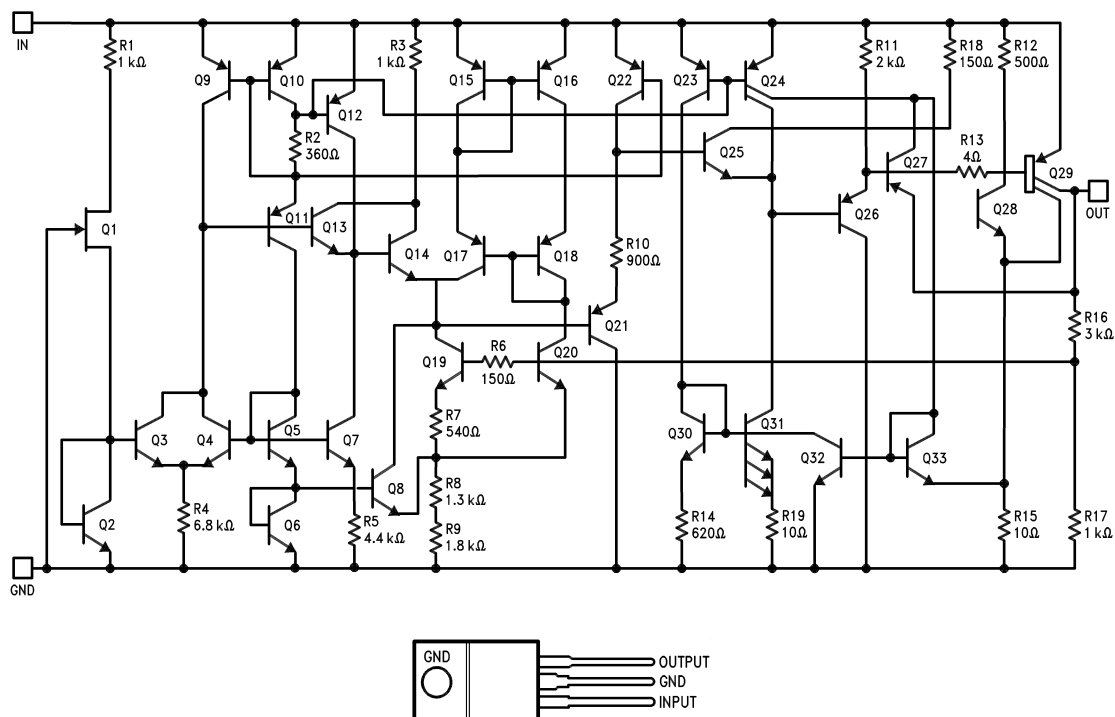 IN
R1
1 kΩ
Q9
Q10
R2
360Ω
Q12
R3
1 kΩ
Q15
Q16
Q22
Q23
Q24
R11
2 kΩ
R18
150Ω
R12
500Ω
Q25
Q27
R13
4Ω
Q29
OUT
Q1
Q11
Q13
Q14
Q17
Q18
R10
900Ω
Q26
Q28
R16
3 kΩ
Q21
Q19
R6
150Ω
Q20
R7
540Ω
Q3
Q4
Q5
Q7
Q8
Q30
Q31
Q32
Q33
R8
1.3 kΩ
R9
1.8 kΩ
Q2
R4
6.8 kΩ
Q6
R5
4.4 kΩ
R14
620Ω
R19
10Ω
R15
10Ω
R17
1 kΩ
GND
GND
OUTPUT
GND
INPUT